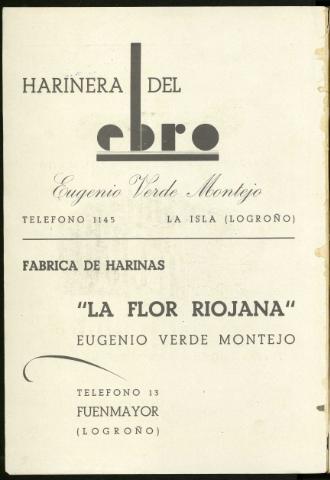 HARINERA DEL
ebro
Eugenio Verde Montejo
TELEFONO 1145 LA ISLA (LOGROÑO)
FABRICA DE HARINAS
"LA FLOR RIOJANA"
EUGENIO VERDE MONTEJO
TELEFONO 13
FUENMAYOR
(LOGROÑO)